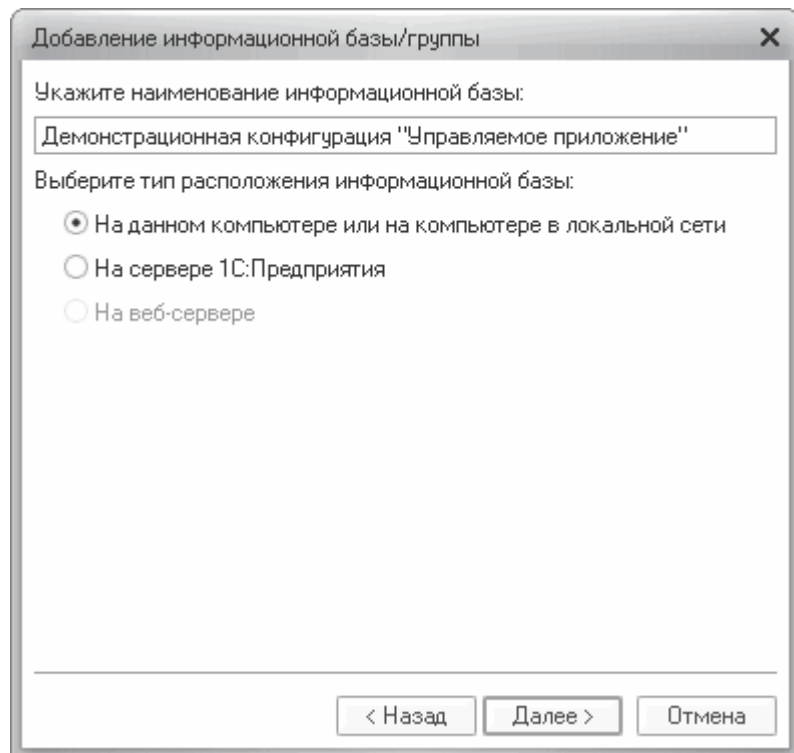 Добавление информационной базы/группы
Укажите наименование информационной базы:
Демонстрационная конфигурация "Управляемое приложение"
Выберите тип расположения информационной базы:
На данном компьютере или на компьютере в локальной сети
На сервере 1С:Предприятия
На веб-сервере
< Назад Далее > Отмена